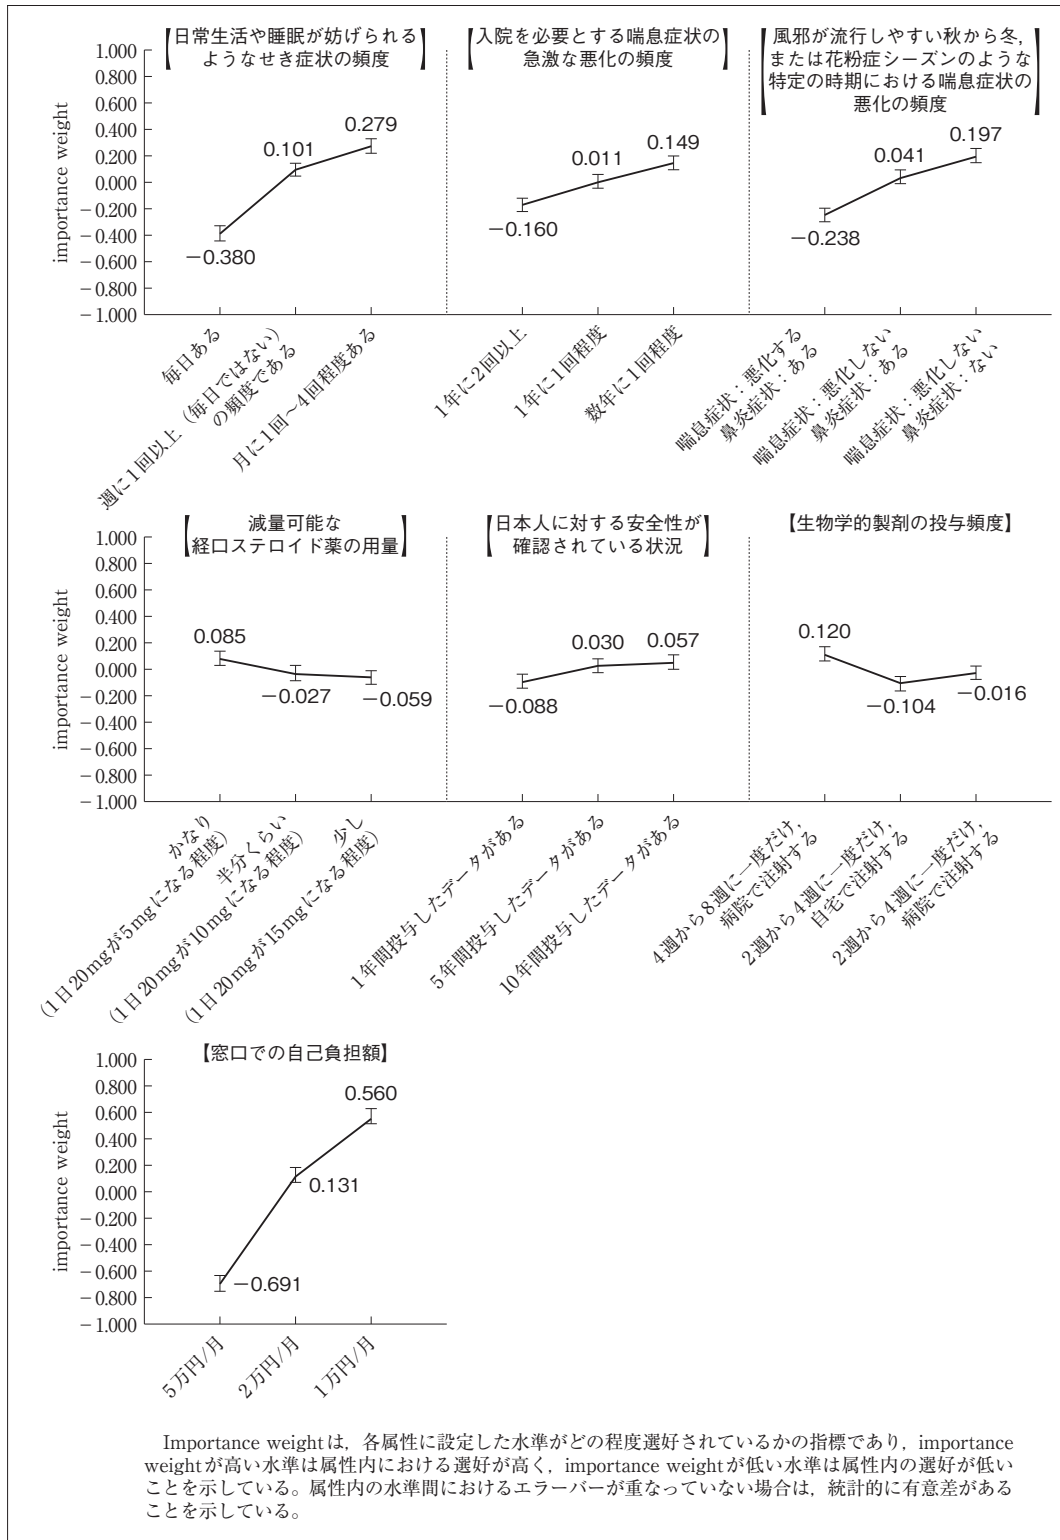 【日常生活や睡眠が妨げられる
ようなせき症状の頻度】
【入院を必要とする喘息症状の
急激な悪化の頻度】
【風邪が流行しやすい秋から冬,
または花粉症シーズンのような
特定の時期における喘息症状の
悪化の頻度】
importance weight
1.000
0.800
0.600
0.400
0.200
0.000
−0.200
−0.400
−0.600
−0.800
−1.000
−0.380
0.101
0.279
−0.160
0.011
0.149
−0.238
0.041
0.197
毎日ある
週に1回以上(毎日ではない)
の頻度である
月に1回〜4回程度ある
1年に2回以上
1年に1回程度
数年に1回程度
喘息症状：悪化する
鼻炎症状：ある
喘息症状：悪化しない
鼻炎症状：ある
喘息症状：悪化しない
鼻炎症状：ない
【減量可能な
経口ステロイド薬の用量】
【日本人に対する安全性が
確認されている状況】
【生物学的製剤の投与頻度】
importance weight
1.000
0.800
0.600
0.400
0.200
0.000
−0.200
−0.400
−0.600
−0.800
−1.000
0.085
−0.027
−0.059
−0.088
0.030
0.057
0.120
−0.104
−0.016
かなり
(1日20mgが5mgになる程度)
半分くらい
(1日20mgが10mgになる程度)
少し
(1日20mgが15mgになる程度)
1年間投与したデータがある
5年間投与したデータがある
10年間投与したデータがある
4週から8週に一度だけ,
病院で注射する
2週から4週に一度だけ,
自宅で注射する
2週から4週に一度だけ,
病院で注射する
【窓口での自己負担額】
importance weight
1.000
0.800
0.600
0.400
0.200
0.000
−0.200
−0.400
−0.600
−0.800
−1.000
−0.691
0.131
0.560
5万円/月
2万円/月
1万円/月
Importance weightは，各属性に設定した水準がどの程度選好されているかの指標であり，importance
weightが高い水準は属性内における選好が高く，importance weightが低い水準は属性内の選好が低い
ことを示している。属性内の水準間におけるエラーバーが重なっていない場合は，統計的に有意差がある
ことを示している。